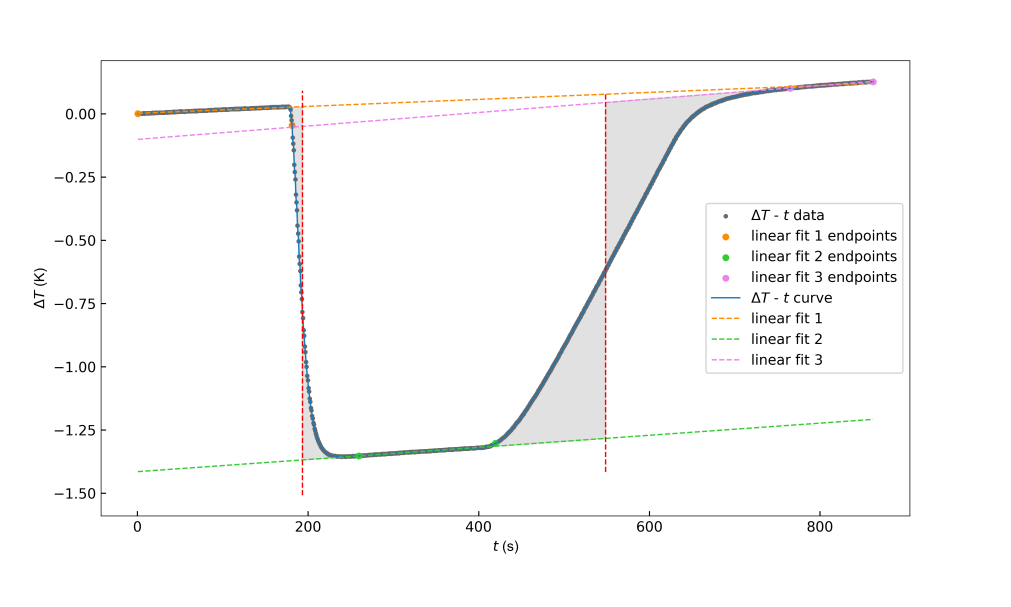 0.00
−0.25
−0.50
−0.75
−1.00
−1.25
−1.50
ΔT (K)
0
200
400
600
800
t (s)
ΔT - t data
linear fit 1 endpoints
linear fit 2 endpoints
linear fit 3 endpoints
ΔT - t curve
linear fit 1
linear fit 2
linear fit 3